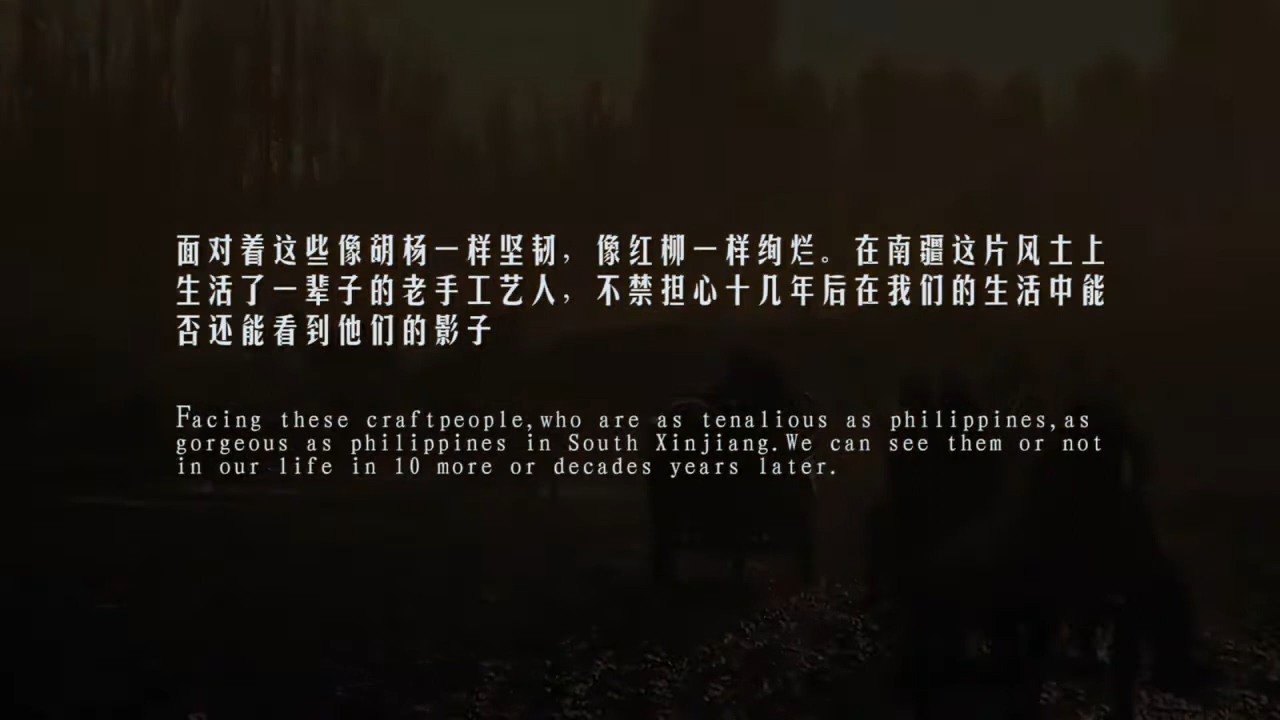 面对着这些像胡杨一样坚韧，像红柳一样绚烂。在南疆这片风土上
生活了一辈子的老手工艺人，不禁担心十几年后在我们的生活中能
否还能看到他们的影子
Facing these craftpeople,who are as tenalious as philippines,as
gorgeous as philippines in South Xinjiang.We can see them or not
in our life in 10 more or decades years later.